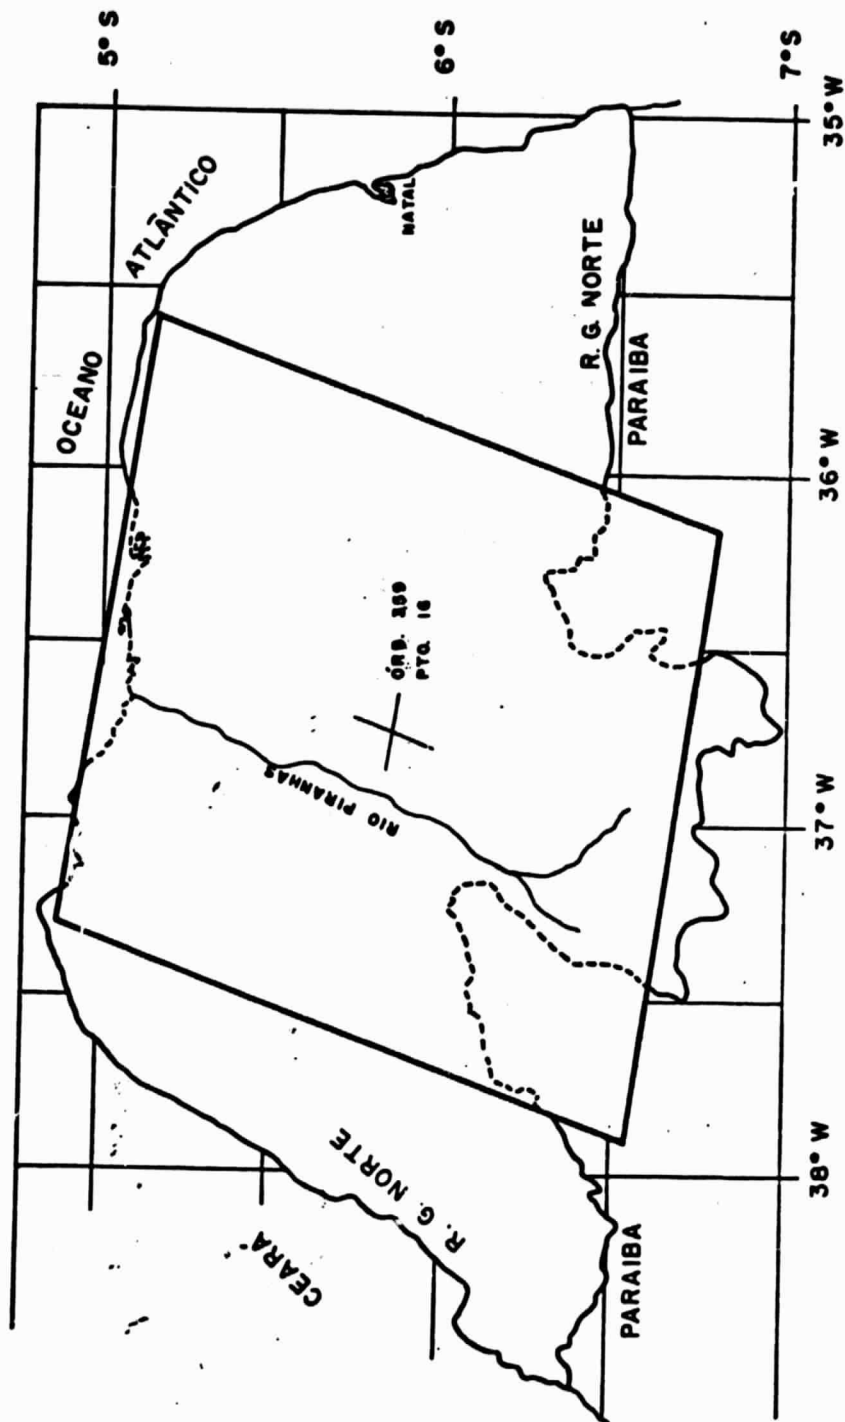 5° S
6° S
7° S
35° W
ATLÂNTICO
NATAL
R. G. NORTE
PARAIBA
OCEANO
36° W
ÓRB. 259
PTO. 16
RIO PIRANHAS
37° W
38° W
R. G. NORTE
CEARÁ
PARAIBA